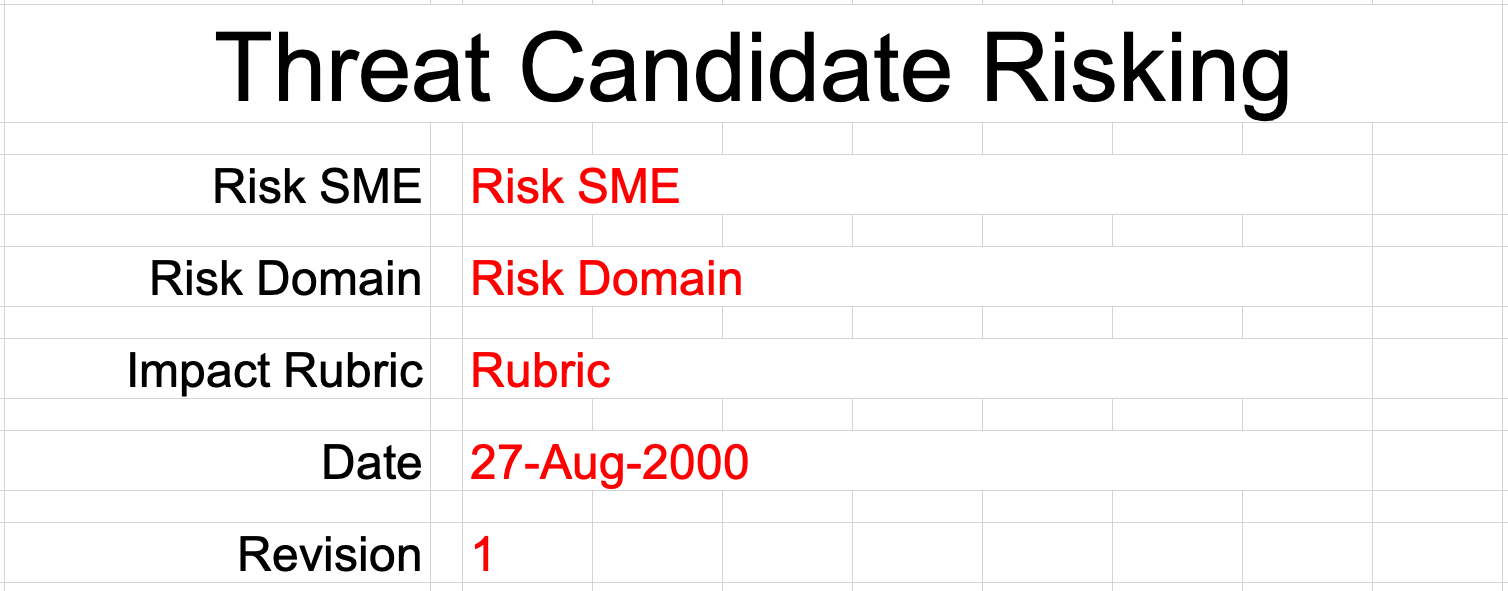 Threat Candidate Risking
Risk SME Risk SME
Risk Domain Risk Domain
Impact Rubric Rubric
Date 27-Aug-2000
Revision 1